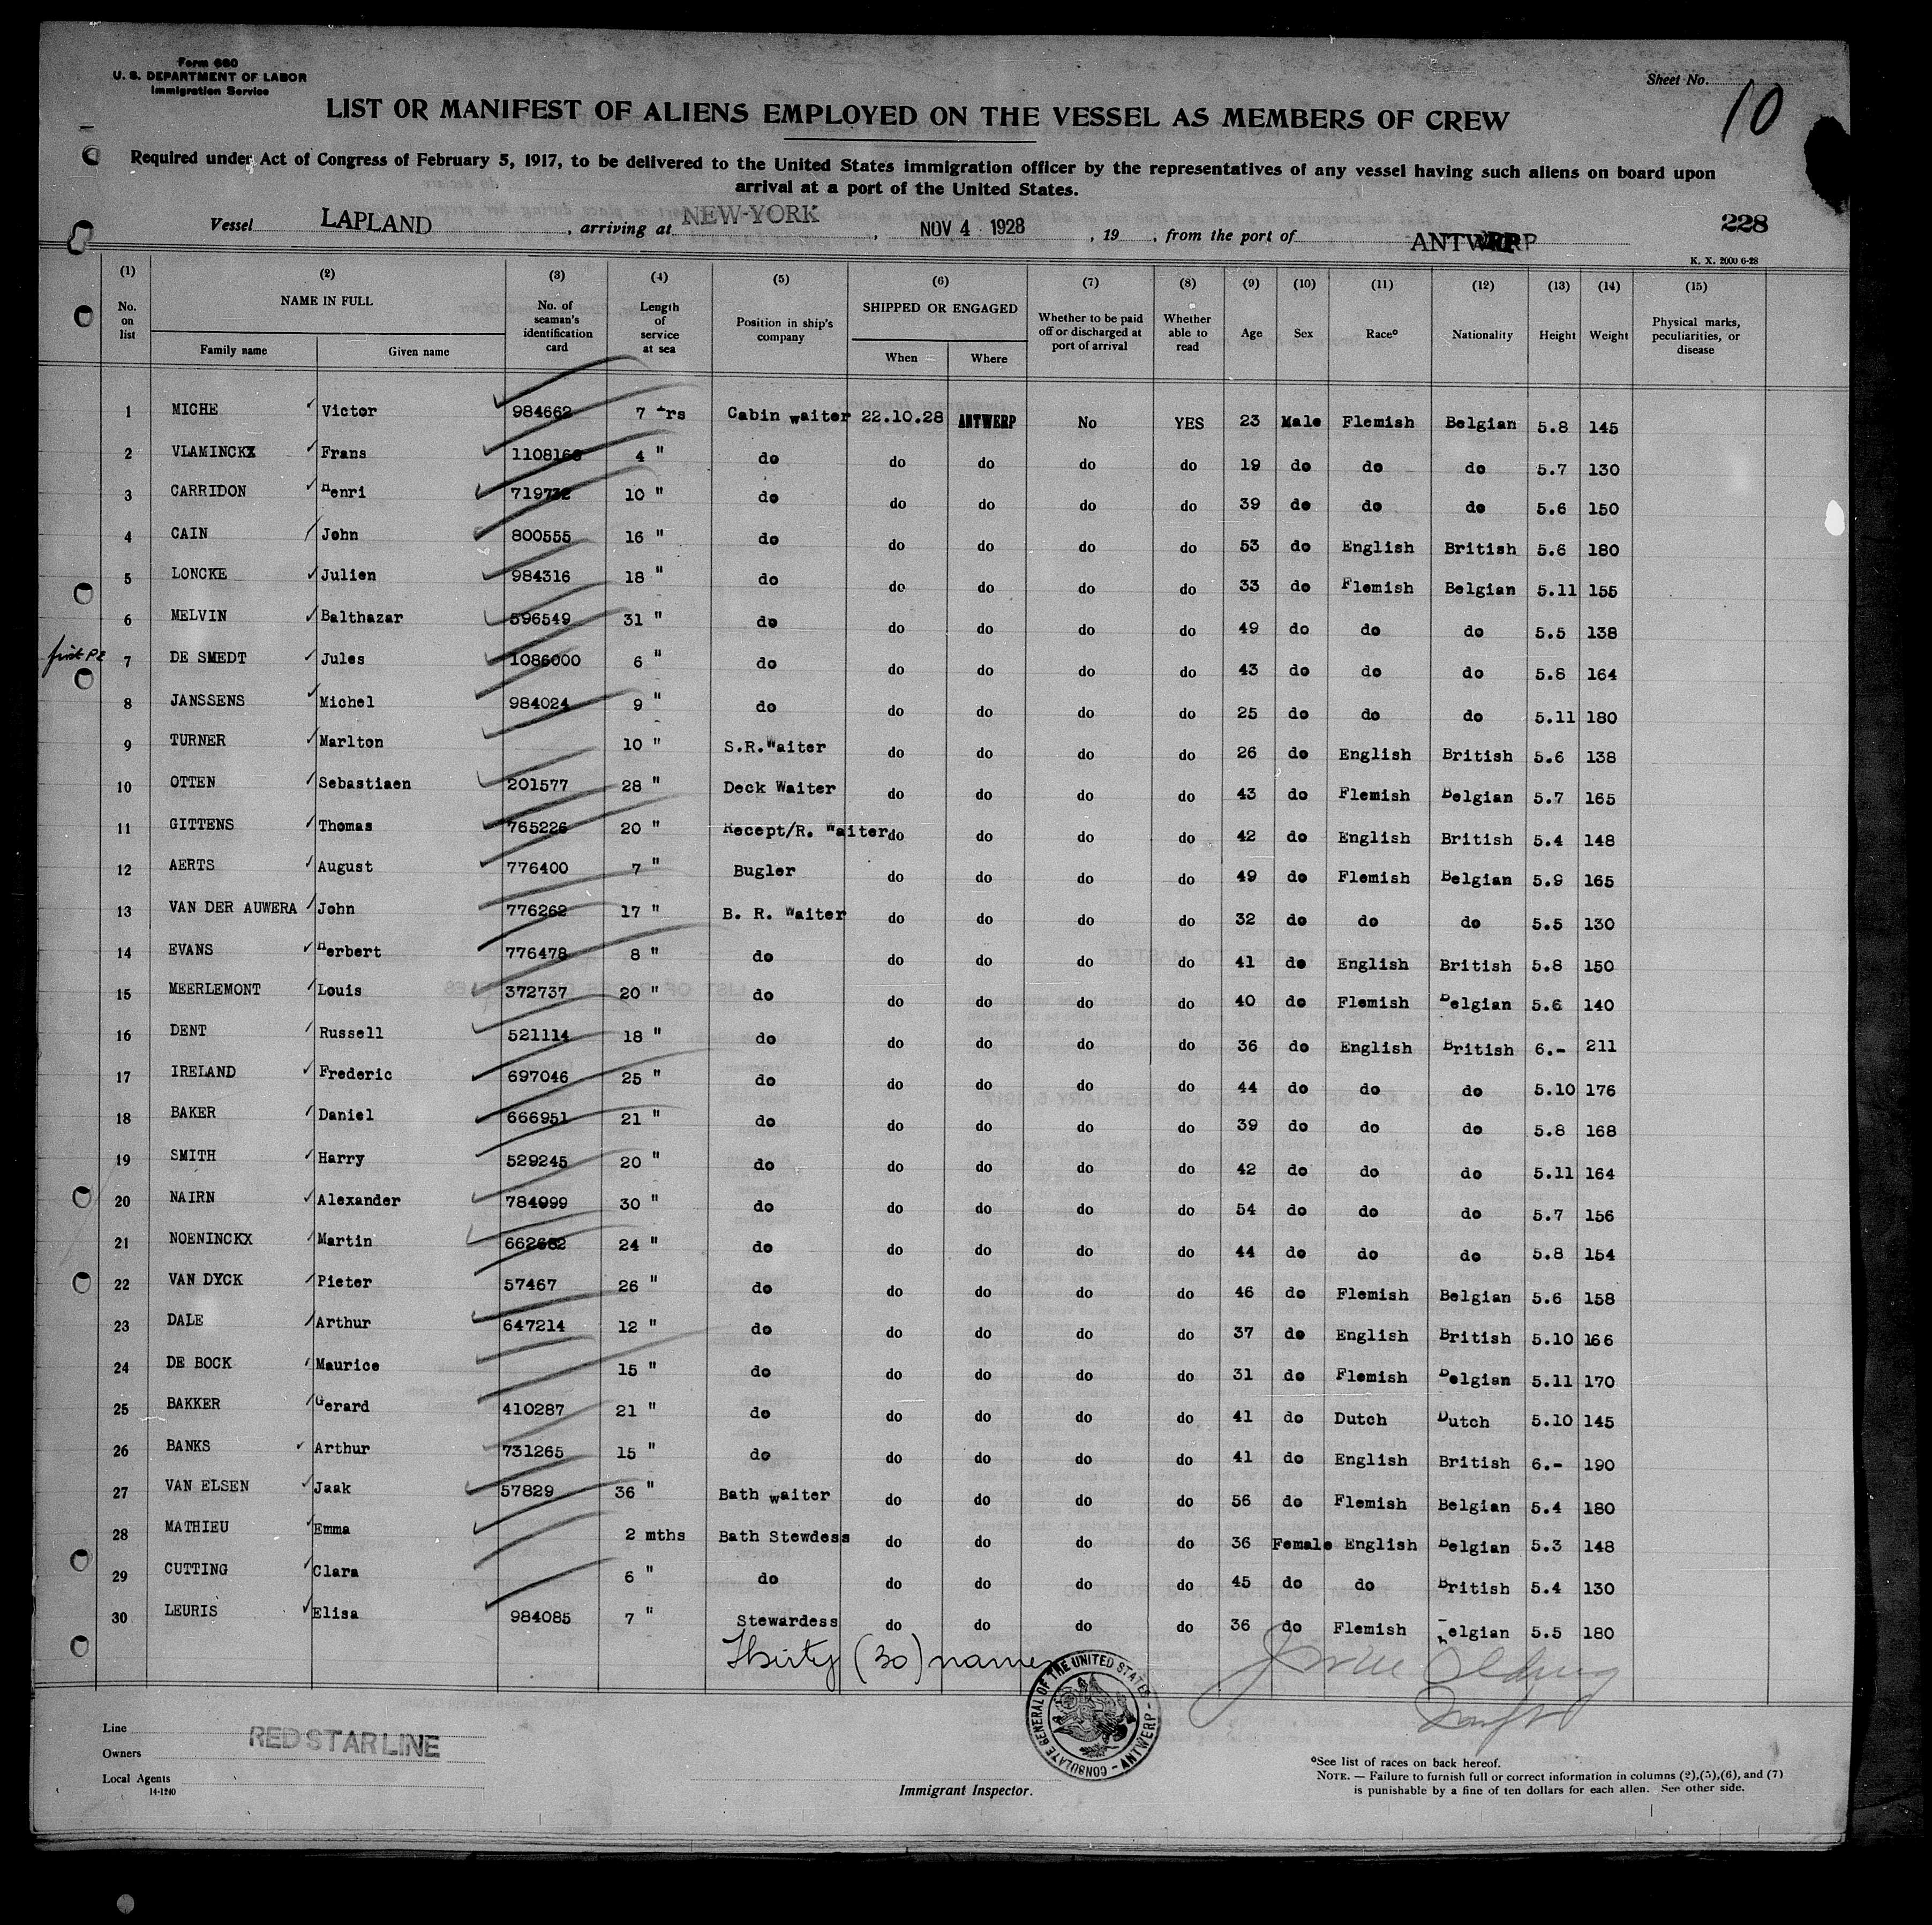 Form 680
U. S. DEPARTMENT OF LABOR
Immigration Service
Sheet No. 10
LIST OR MANIFEST OF ALIENS EMPLOYED ON THE VESSEL AS MEMBERS OF CREW
Required under Act of Congress of February 5, 1917, to be delivered to the United States immigration officer by the representatives of any vessel having such aliens on board upon
arrival at a port of the United States.
Vessel LAPLAND, arriving at NEW-YORK, NOV 4 1928, 19, from the port of ANTWERP
228
K. X. 2000 6-28
(1) (2) (3) (4) (5) (6) (7) (8) (9) (10) (11) (12) (13) (14) (15)
No. on list | NAME IN FULL | Family name | Given name | No. of seaman's identification card | Length of service at sea | Position in ship's company | SHIPPED OR ENGAGED | When | Where | Whether to be paid off or discharged at port of arrival | Whether able to read | Age | Sex | Race° | Nationality | Height | Weight | Physical marks, peculiarities, or disease
1 MICHE Victor 984662 7 Yrs Cabin waiter 22.10.28 ANTWERP No YES 23 Male Flemish Belgian 5.8 145
2 VLAMINCKX Frans 4 " do do do do do 19 do do do 5.7 130
3 CARRIDON Henri 719732 10 " do do do do do 39 do do do 5.6 150
4 CAIN John 800555 16 " do do do do do 53 do English British 5.6 180
5 LONCKE Julien 984316 18 " do do do do do 33 do Flemish Belgian 5.11 155
6 MELVIN Balthazar 596549 31 " do do do do do 49 do do do 5.5 138
7 DE SMEDT Jules 1086000 6 " do do do do do 43 do do do 5.8 164
8 JANSSENS Michel 984024 9 " do do do do do 25 do do do 5.11 180
9 TURNER Marlton 10 " S.R.Waiter do do do do 26 do English British 5.6 138
10 OTTEN Sebastiaen 201577 28 " Deck Waiter do do do do 43 do Flemish Belgian 5.7 165
11 GITTENS Thomas 765226 20 " Recept/R. Waiter do do do do 42 do English British 5.4 148
12 AERTS August 776400 7 " Bugler do do do do 49 do Flemish Belgian 5.9 165
13 VAN DER AUWERA John 776262 17 " B. R. Waiter do do do do 32 do do do 5.5 130
14 EVANS Herbert 776478 8 " do do do do do 41 do English British 5.8 150
15 MEERLEMONT Louis 372737 20 " do do do do do 40 do Flemish Belgian 5.6 140
16 DENT Russell 521114 18 " do do do do do 36 do English British 6.- 211
17 IRELAND Frederic 697046 25 " do do do do do 44 do do do 5.10 176
18 BAKER Daniel 666951 21 " do do do do do 39 do do do 5.8 168
19 SMITH Harry 529245 20 " do do do do do 42 do do do 5.11 164
20 NAIRN Alexander 784999 30 " do do do do do 54 do do do 5.7 156
21 NOENINCKX Martin 24 " do do do do do 44 do do do 5.8 154
22 VAN DYCK Pieter 57467 26 " do do do do do 46 do Flemish Belgian 5.6 158
23 DALE Arthur 647214 12 " do do do do do 37 do English British 5.10 166
24 DE BOCK Maurice 15 " do do do do do 31 do Flemish Belgian 5.11 170
25 BAKKER Gerard 410287 21 " do do do do do 41 do Dutch Dutch 5.10 145
26 BANKS Arthur 731265 15 " do do do do do 41 do English British 6.- 190
27 VAN ELSEN Jaak 57829 36 " Bath waiter do do do do 56 do Flemish Belgian 5.4 180
28 MATHIEU Emma 2 mths Bath Stewdess do do do do 36 Female English Belgian 5.3 148
29 CUTTING Clara 6 " do do do do do 45 do do British 5.4 130
30 LEURIS Elisa 984085 7 " Stewardess do do do do 36 do Flemish Belgian 5.5 180
Thirty (30) names
CONSULATE GENERAL OF THE UNITED STATES - ANTWERP -
Line
Owners RED STAR LINE
Local Agents
14-1240
Immigrant Inspector.
°See list of races on back hereof.
NOTE. — Failure to furnish full or correct information in columns (2),(5),(6), and (7)
is punishable by a fine of ten dollars for each alien. See other side.